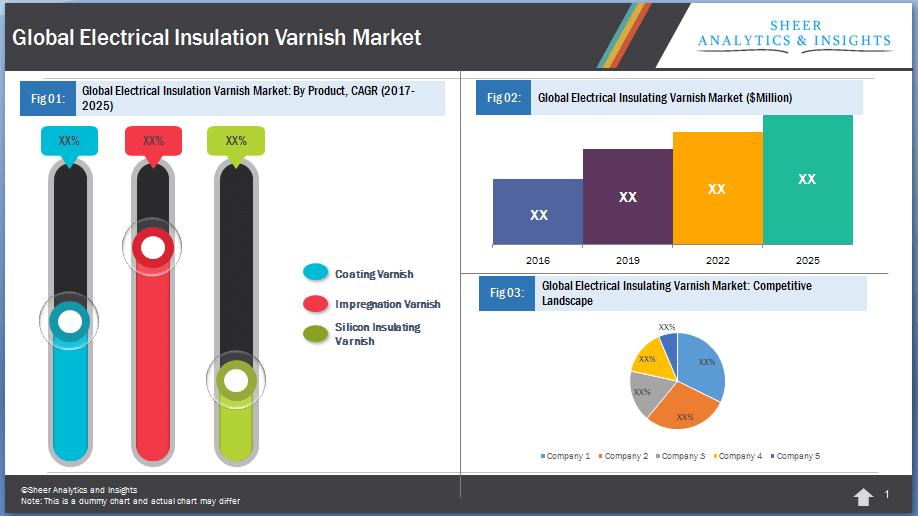 Global Electrical Insulation Varnish Market
SHEER
ANALYTICS & INSIGHTS
Fig 01:
Global Electrical Insulation Varnish Market: By Product, CAGR (2017-
2025)
XX%
XX%
XX%
Coating Varnish
Impregnation Varnish
Silicon Insulating
Varnish
Fig 02:
Global Electrical Insulating Varnish Market ($Million)
XX
XX
XX
XX
2016
2019
2022
2025
Fig 03:
Global Electrical Insulating Varnish Market: Competitive
Landscape
XX%
XX%
XX%
XX%
XX%
Company 1
Company 2
Company 3
Company 4
Company 5
©Sheer Analytics and Insights
Note: This is a dummy chart and actual chart may differ
1